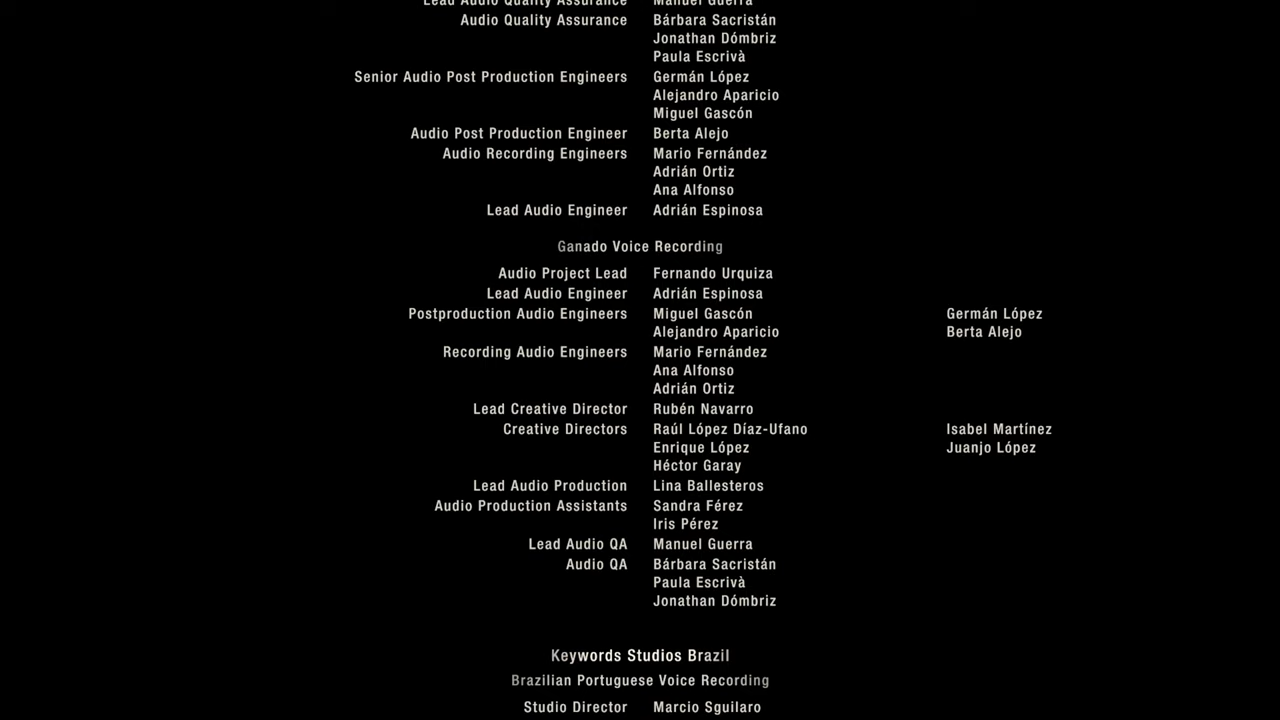 Lead Audio Quality Assurance Manuel Guerra
Audio Quality Assurance Bárbara Sacristán
Jonathan Dómbriz
Paula Escrivà
Senior Audio Post Production Engineers Germán López
Alejandro Aparicio
Miguel Gascón
Audio Post Production Engineer Berta Alejo
Audio Recording Engineers Mario Fernández
Adrián Ortiz
Ana Alfonso
Lead Audio Engineer Adrián Espinosa
Ganado Voice Recording
Audio Project Lead Fernando Urquiza
Lead Audio Engineer Adrián Espinosa
Postproduction Audio Engineers Miguel Gascón Germán López
Alejandro Aparicio Berta Alejo
Recording Audio Engineers Mario Fernández
Ana Alfonso
Adrián Ortiz
Lead Creative Director Rubén Navarro
Creative Directors Raúl López Díaz-Ufano Isabel Martínez
Enrique López Juanjo López
Héctor Garay
Lead Audio Production Lina Ballesteros
Audio Production Assistants Sandra Férez
Iris Pérez
Lead Audio QA Manuel Guerra
Audio QA Bárbara Sacristán
Paula Escrivà
Jonathan Dómbriz
Keywords Studios Brazil
Brazilian Portuguese Voice Recording
Studio Director Marcio Sguilaro